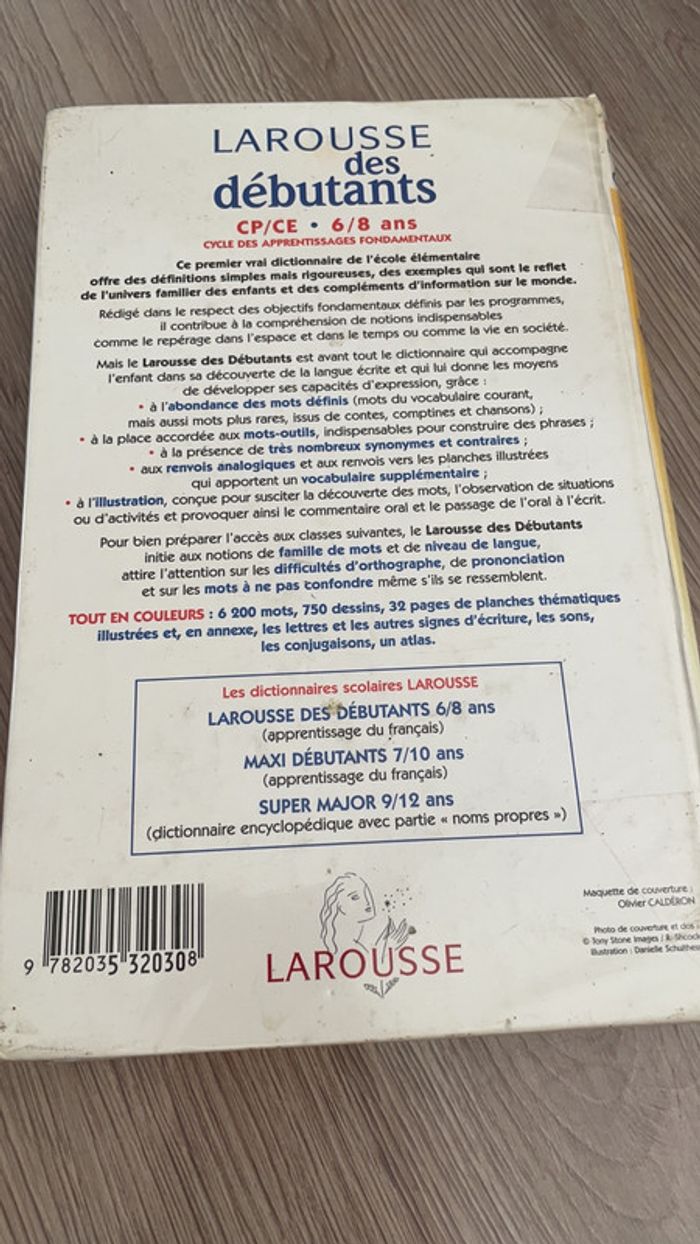 LAROUSSE
des
débutants
CP/CE • 6/8 ans
CYCLE DES APPRENTISSAGES FONDAMENTAUX
Ce premier vrai dictionnaire de l'école élémentaire
offre des définitions simples mais rigoureuses, des exemples qui sont le reflet
de l'univers familier des enfants et des compléments d'information sur le monde.
Rédigé dans le respect des objectifs fondamentaux définis par les programmes,
il contribue à la compréhension de notions indispensables
comme le repérage dans l'espace et dans le temps ou comme la vie en société.
Mais le Larousse des Débutants est avant tout le dictionnaire qui accompagne
l'enfant dans sa découverte de la langue écrite et qui lui donne les moyens
de développer ses capacités d'expression, grâce :
• à l'abondance des mots définis (mots du vocabulaire courant,
mais aussi mots plus rares, issus de contes, comptines et chansons) ;
• à la place accordée aux mots-outils, indispensables pour construire des phrases ;
• à la présence de très nombreux synonymes et contraires ;
• aux renvois analogiques et aux renvois vers les planches illustrées
qui apportent un vocabulaire supplémentaire ;
• à l'illustration, conçue pour susciter la découverte des mots, l'observation de situations
ou d'activités et provoquer ainsi le commentaire oral et le passage de l'oral à l'écrit.
Pour bien préparer l'accès aux classes suivantes, le Larousse des Débutants
initie aux notions de famille de mots et de niveau de langue,
attire l'attention sur les difficultés d'orthographe, de prononciation
et sur les mots à ne pas confondre même s'ils se ressemblent.
TOUT EN COULEURS : 6 200 mots, 750 dessins, 32 pages de planches thématiques
illustrées et, en annexe, les lettres et les autres signes d'écriture, les sons,
les conjugaisons, un atlas.
Les dictionnaires scolaires LAROUSSE
LAROUSSE DES DÉBUTANTS 6/8 ans
(apprentissage du français)
MAXI DÉBUTANTS 7/10 ans
(apprentissage du français)
SUPER MAJOR 9/12 ans
(dictionnaire encyclopédique avec partie « noms propres »)
9 782035 320308
LAROUSSE
Maquette de couverture :
Olivier CALDÉRON
Photo de couverture et dos :
© Tony Stone Images / R.
Illustration : Danielle